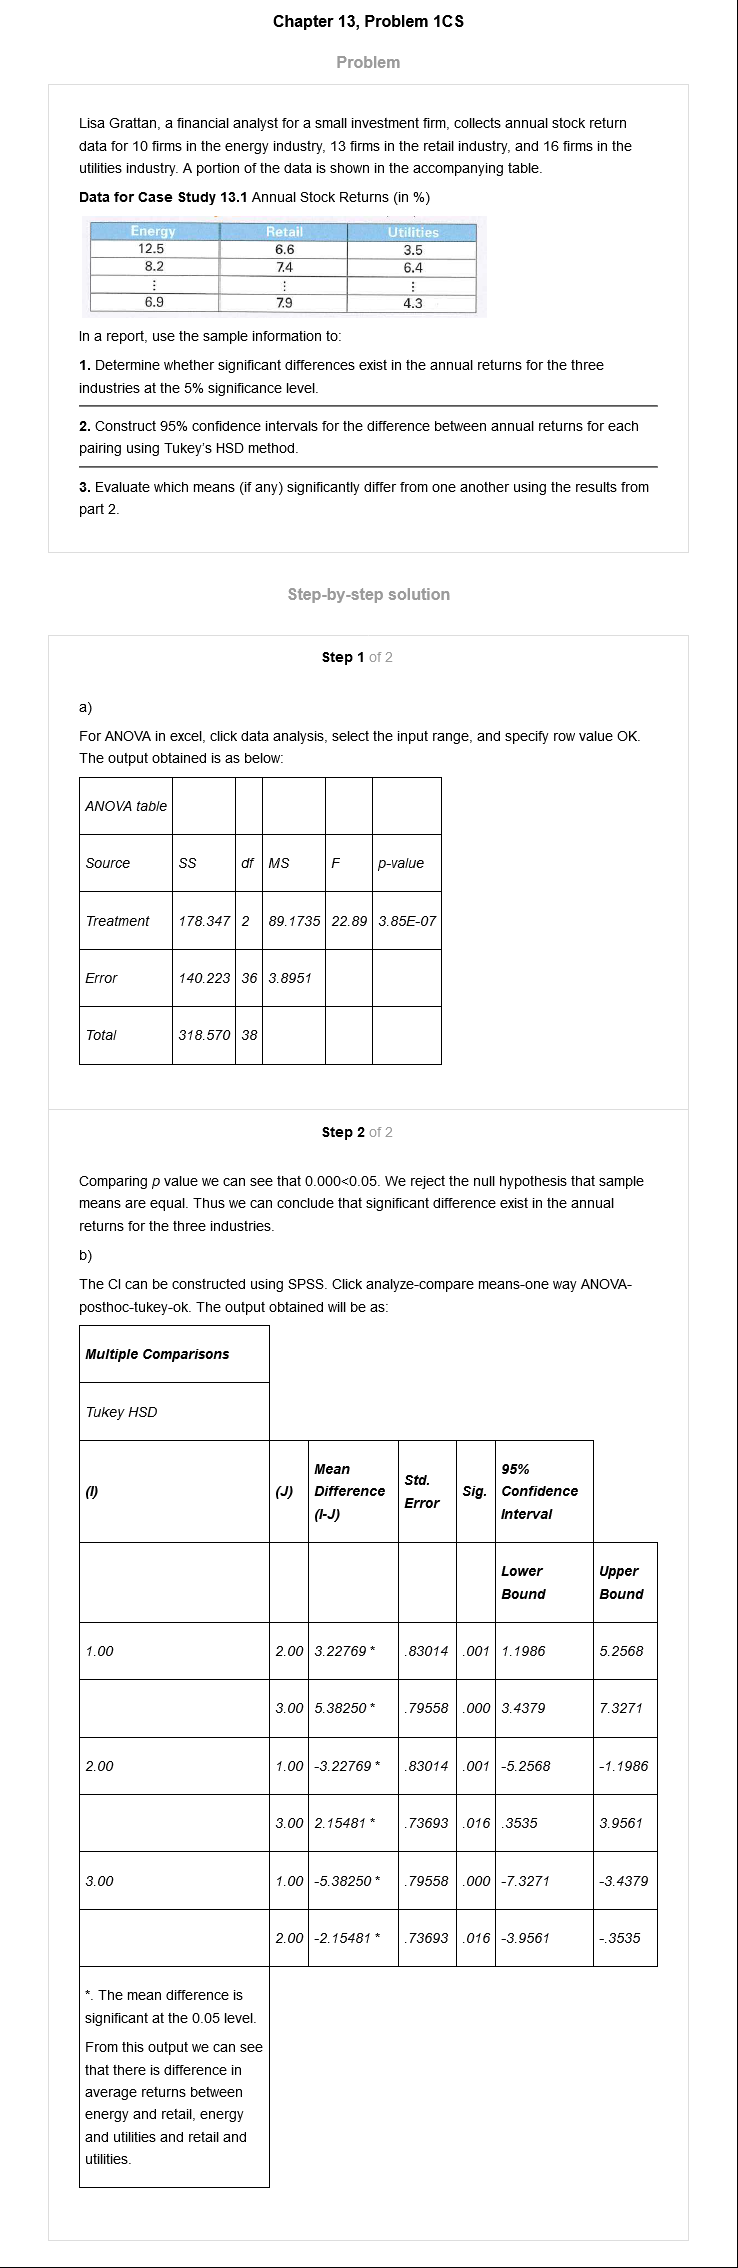 Chapter 13, Problem 1CS
Problem
Lisa Grattan, a financial analyst for a small investment firm, collects annual stock return
data for 10 firms in the energy industry, 13 firms in the retail industry, and 16 firms in the
utilities industry. A portion of the data is shown in the accompanying table.
Data for Case Study 13.1 Annual Stock Returns (in %)
Energy Retail Utilities
12.5 6.6 3.5
8.2 7.4 6.4
⋮ ⋮ ⋮
6.9 7.9 4.3
In a report, use the sample information to:
1. Determine whether significant differences exist in the annual returns for the three
industries at the 5% significance level.
2. Construct 95% confidence intervals for the difference between annual returns for each
pairing using Tukey's HSD method.
3. Evaluate which means (if any) significantly differ from one another using the results from
part 2.
Step-by-step solution
Step 1 of 2
a)
For ANOVA in excel, click data analysis, select the input range, and specify row value OK.
The output obtained is as below:
ANOVA table
Source SS df MS F p-value
Treatment 178.347 2 89.1735 22.89 3.85E-07
Error 140.223 36 3.8951
Total 318.570 38
Step 2 of 2
Comparing p value we can see that 0.000<0.05. We reject the null hypothesis that sample
means are equal. Thus we can conclude that significant difference exist in the annual
returns for the three industries.
b)
The CI can be constructed using SPSS. Click analyze-compare means-one way ANOVA-
posthoc-tukey-ok. The output obtained will be as:
Multiple Comparisons
Tukey HSD
(I) (J) Mean Difference (I-J) Std. Error Sig. 95% Confidence Interval
Lower Bound Upper Bound
1.00 2.00 3.22769 * .83014 .001 1.1986 5.2568
3.00 5.38250 * .79558 .000 3.4379 7.3271
2.00 1.00 -3.22769 * .83014 .001 -5.2568 -1.1986
3.00 2.15481 * .73693 .016 .3535 3.9561
3.00 1.00 -5.38250 * .79558 .000 -7.3271 -3.4379
2.00 -2.15481 * .73693 .016 -3.9561 -.3535
*. The mean difference is
significant at the 0.05 level.
From this output we can see
that there is difference in
average returns between
energy and retail, energy
and utilities and retail and
utilities.